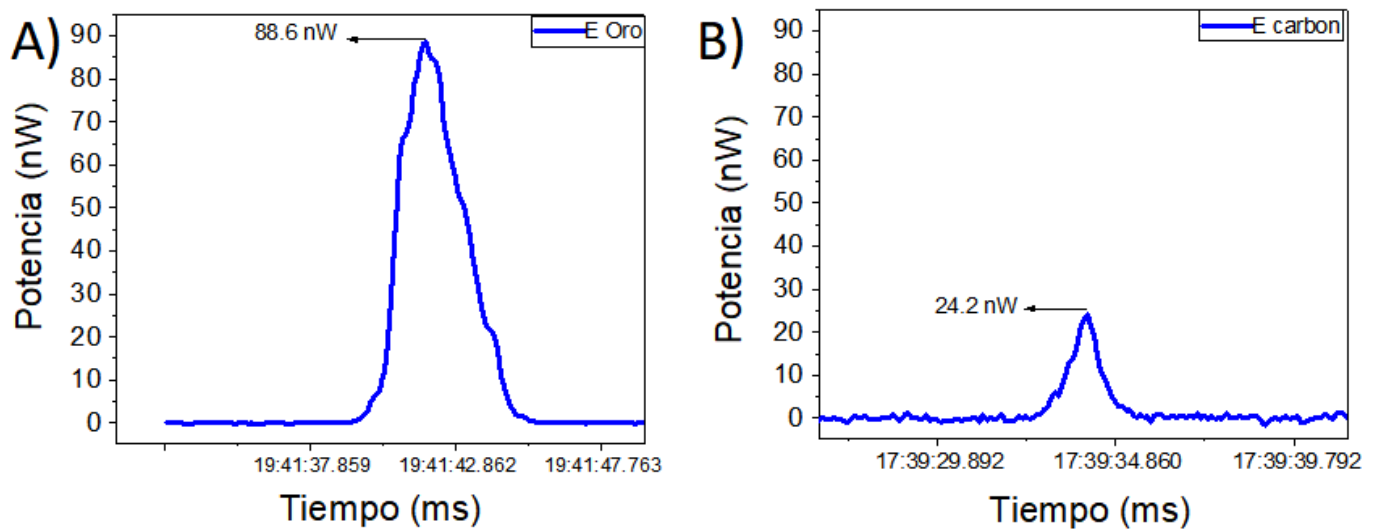 A)
E Oro
88.6 nW
90
80
70
60
50
40
30
20
10
0
Potencia (nW)
19:41:37.859 19:41:42.862 19:41:47.763
Tiempo (ms)
B)
E carbon
90
80
70
60
50
40
30
24.2 nW
20
10
0
Potencia (nW)
17:39:29.892 17:39:34.860 17:39:39.792
Tiempo (ms)